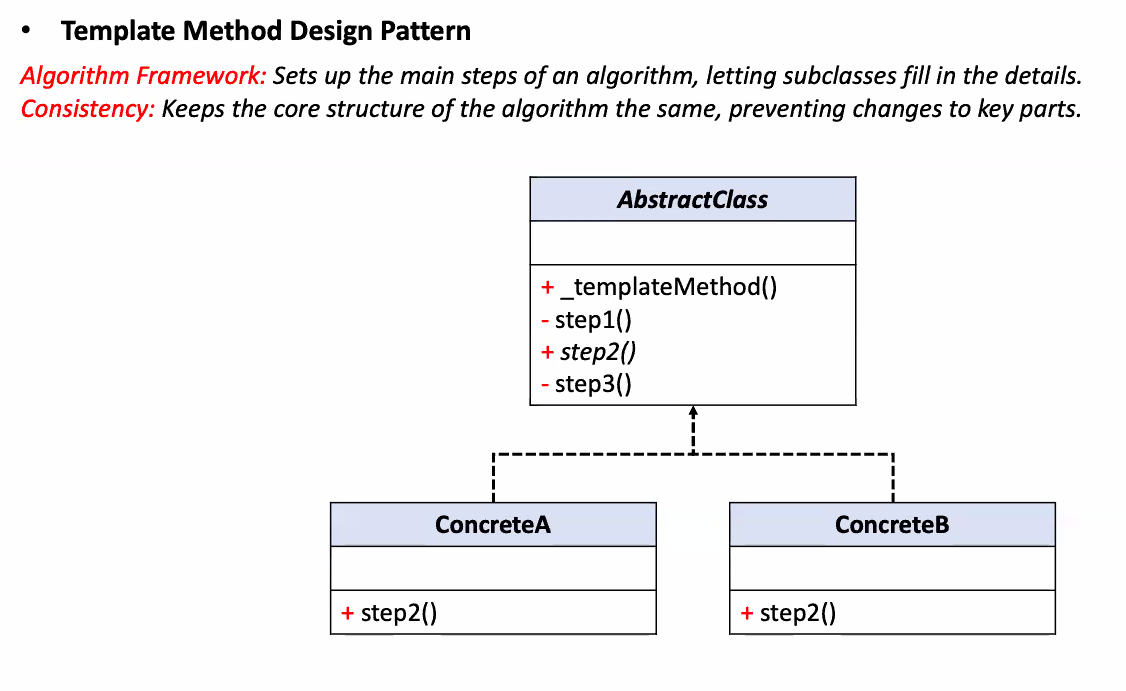 • Template Method Design Pattern
Algorithm Framework: Sets up the main steps of an algorithm, letting subclasses fill in the details.
Consistency: Keeps the core structure of the algorithm the same, preventing changes to key parts.
AbstractClass
+ _templateMethod()
- step1()
+ step2()
- step3()
ConcreteA
+ step2()
ConcreteB
+ step2()